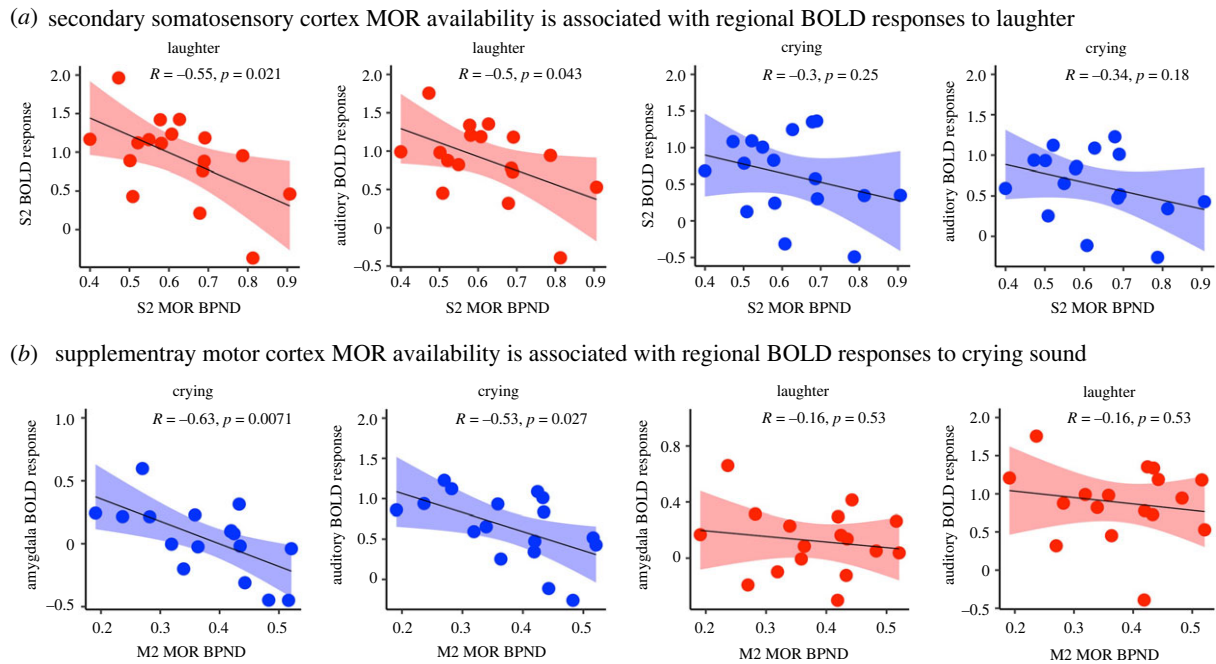 (a) secondary somatosensory cortex MOR availability is associated with regional BOLD responses to laughter
laughter
R = –0.55, p = 0.021
S2 BOLD response
2.0
1.5
1.0
0.5
0
0.4 0.5 0.6 0.7 0.8 0.9
S2 MOR BPND
laughter
R = –0.5, p = 0.043
auditory BOLD response
2.0
1.5
1.0
0.5
0
–0.5
0.4 0.5 0.6 0.7 0.8 0.9
S2 MOR BPND
crying
R = –0.3, p = 0.25
S2 BOLD response
2.0
1.5
1.0
0.5
0
–0.5
0.4 0.5 0.6 0.7 0.8 0.9
S2 MOR BPND
crying
R = –0.34, p = 0.18
auditory BOLD response
2.0
1.5
1.0
0.5
0
0.4 0.5 0.6 0.7 0.8 0.9
S2 MOR BPND
(b) supplementray motor cortex MOR availability is associated with regional BOLD responses to crying sound
crying
R = –0.63, p = 0.0071
amygdala BOLD response
1.0
0.5
0
–0.5
0.2 0.3 0.4 0.5
M2 MOR BPND
crying
R = –0.53, p = 0.027
auditory BOLD response
2.0
1.5
1.0
0.5
0
0.2 0.3 0.4 0.5
M2 MOR BPND
laughter
R = –0.16, p = 0.53
amygdala BOLD response
0.8
0.4
0
0.2 0.3 0.4 0.5
M2 MOR BPND
laughter
R = –0.16, p = 0.53
auditory BOLD response
2.0
1.5
1.0
0.5
0
–0.5
0.2 0.3 0.4 0.5
M2 MOR BPND